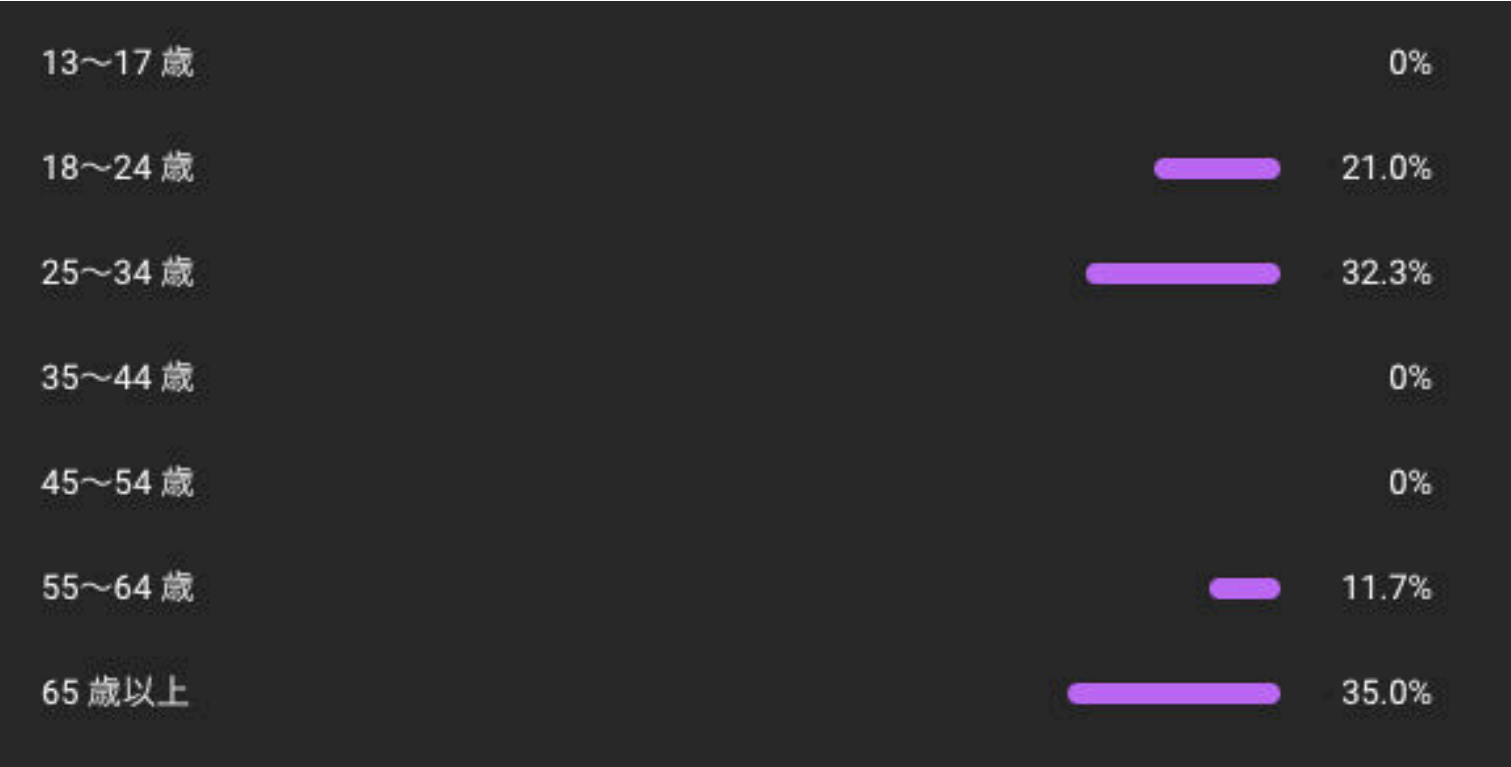 13〜17 歳 0%
18〜24 歳 21.0%
25〜34 歳 32.3%
35〜44 歳 0%
45〜54 歳 0%
55〜64 歳 11.7%
65 歳以上 35.0%